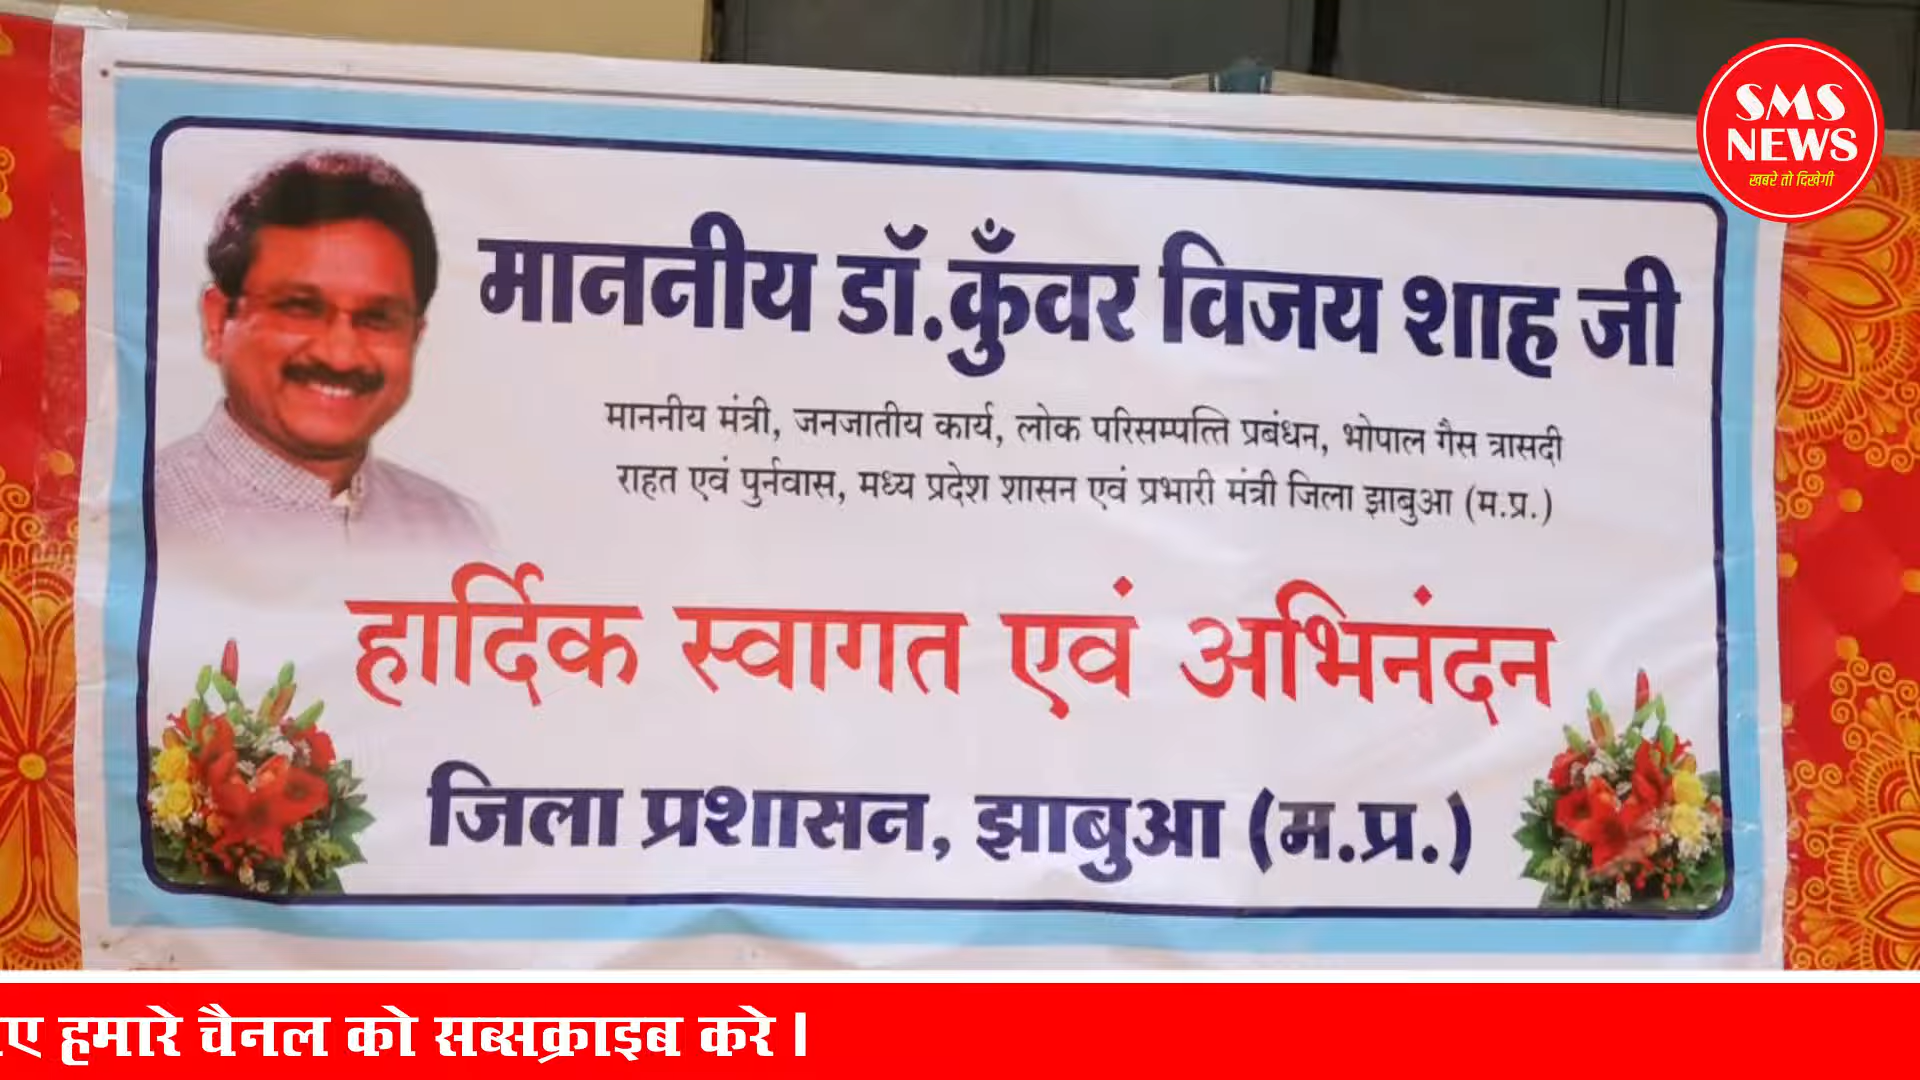 SMS
NEWS
खबरे तो दिखेगी
माननीय डॉ.कुँवर विजय शाह जी
माननीय मंत्री, जनजातीय कार्य, लोक परिसम्पत्ति प्रबंधन, भोपाल गैस त्रासदी
राहत एवं पुर्नवास, मध्य प्रदेश शासन एवं प्रभारी मंत्री जिला झाबुआ (म.प्र.)
हार्दिक स्वागत एवं अभिनंदन
जिला प्रशासन, झाबुआ (म.प्र.)
हमारे चैनल को सब्सक्राइब करे ।